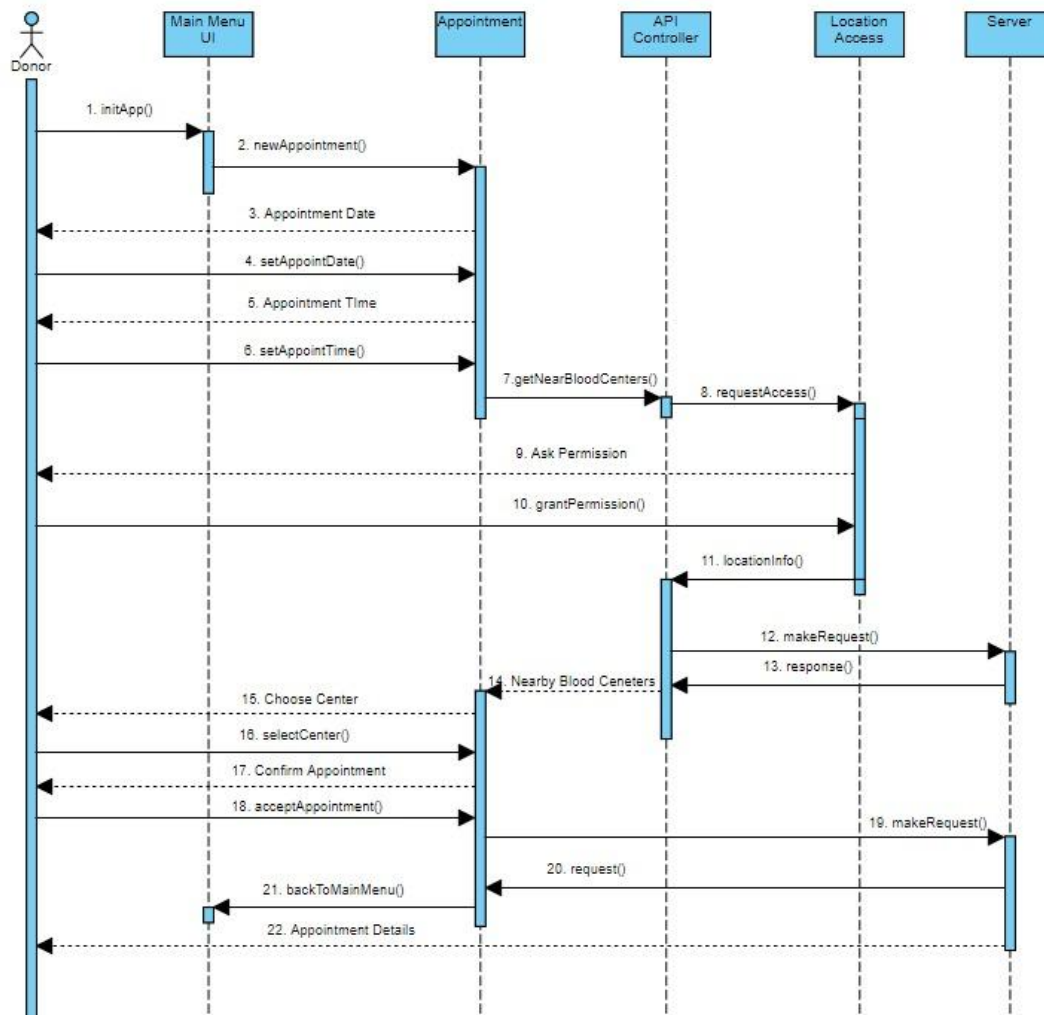 Main Menu
UI
Appointment
API
Controller
Location
Access
Server
Donor
1. initApp()
2. newAppointment()
3. Appointment Date
4. setAppointDate()
5. Appointment TIme
6. setAppointTime()
7.getNearBloodCenters()
8. requestAccess()
9. Ask Permission
10. grantPermission()
11. locationInfo()
12. makeRequest()
13. response()
14. Nearby Blood Ceneters
15. Choose Center
16. selectCenter()
17. Confirm Appointment
18. acceptAppointment()
19. makeRequest()
20. request()
21. backToMainMenu()
22. Appointment Details